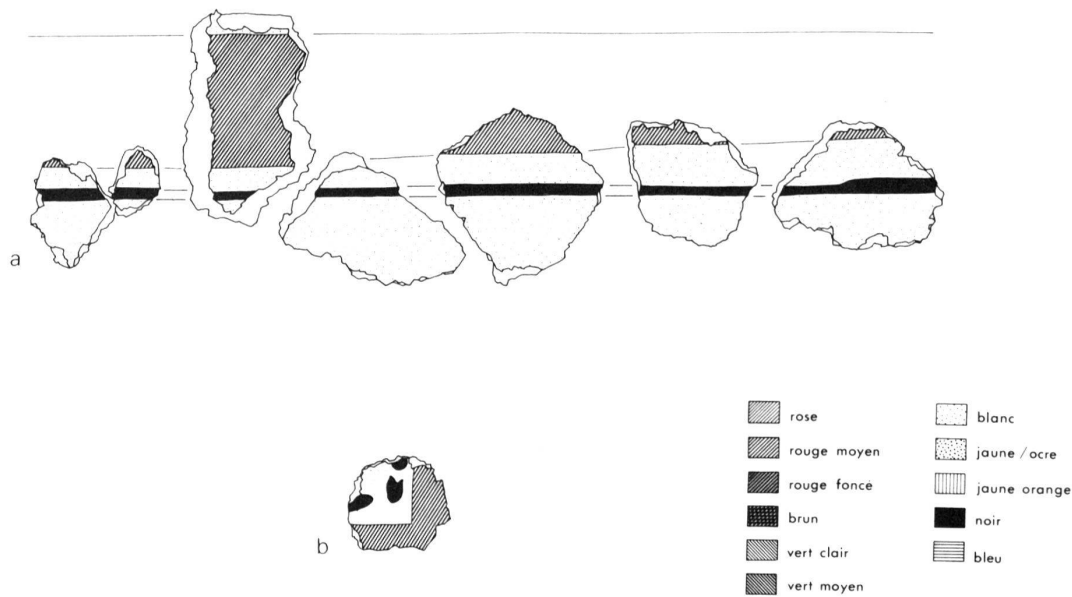 a
b
rose
rouge moyen
rouge foncé
brun
vert clair
vert moyen
blanc
jaune / ocre
jaune orange
noir
bleu